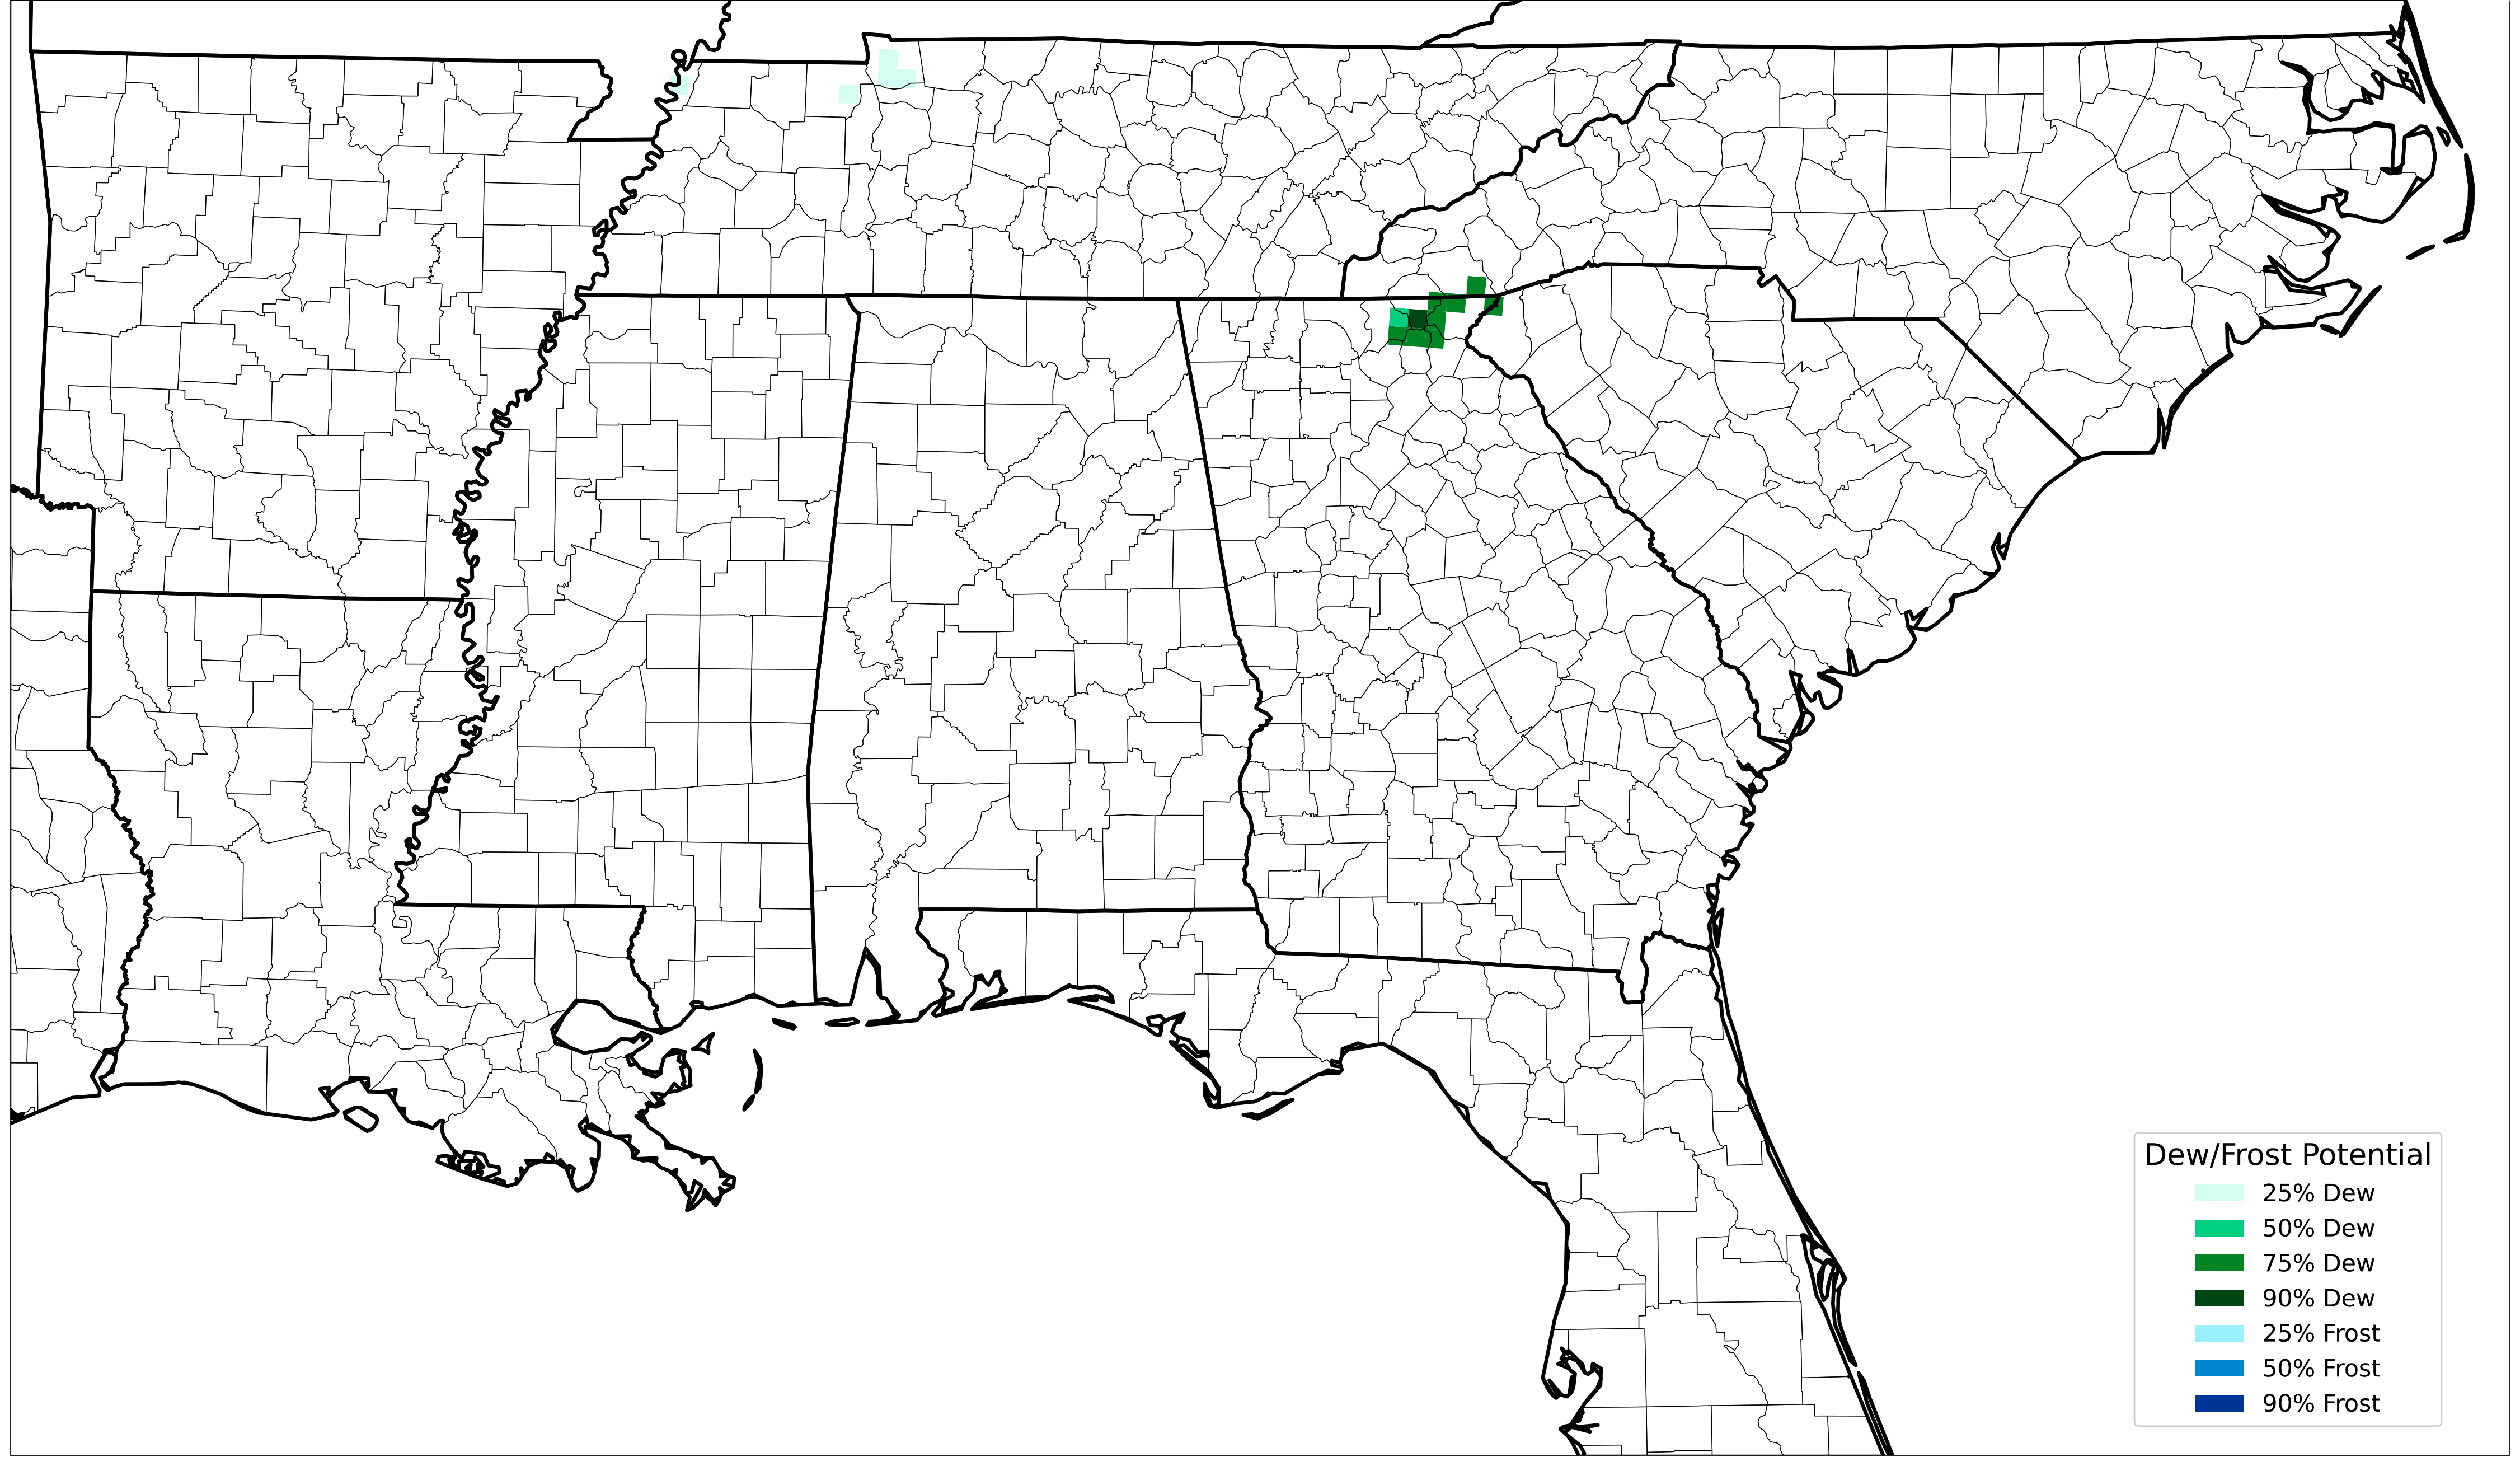 Dew/Frost Potential
25% Dew
50% Dew
75% Dew
90% Dew
25% Frost
50% Frost
90% Frost